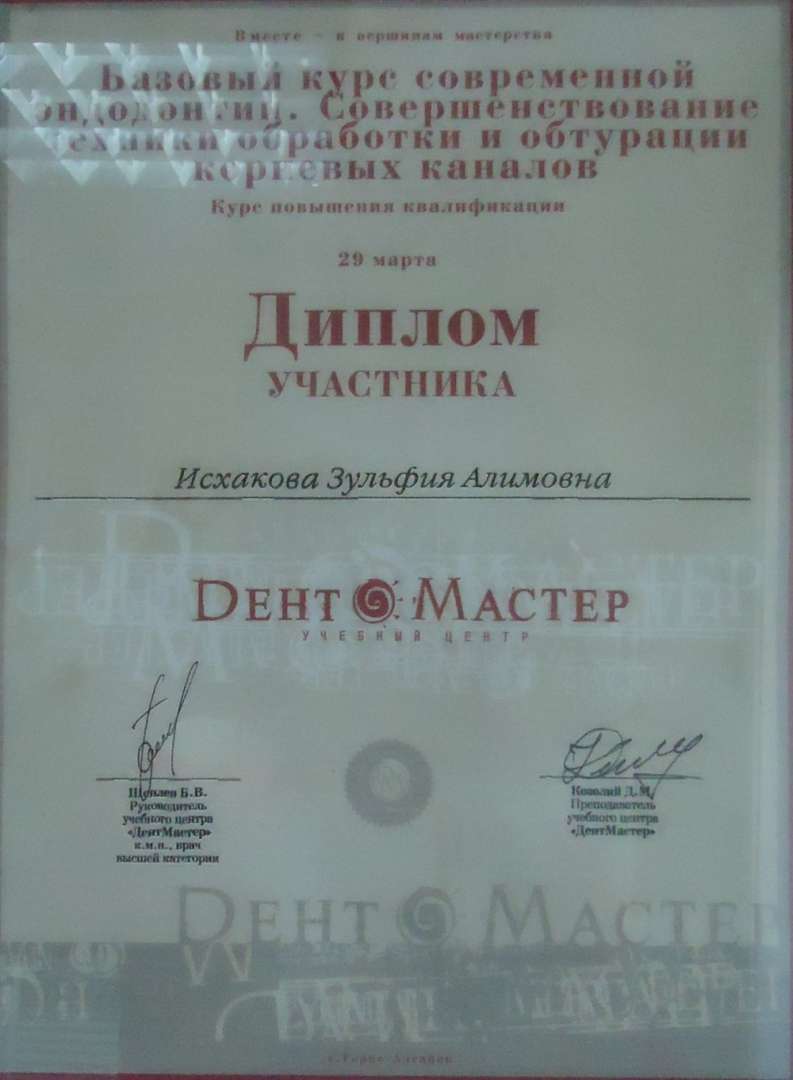 Вместе - к вершинам мастерства
Базовый курс современной
эндодонтии. Совершенствование
техники обработки и обтурации
корневых каналов
Курс повышения квалификации
29 марта
Диплом
УЧАСТНИКА
Исхакова Зульфия Алимовна
Дент Мастер
УЧЕБНЫЙ ЦЕНТР
Б.В.
Руководитель
учебного центра
«ДентМастер»
к.м.н., врач
высшей категории
Д.М.
Преподаватель
учебного центра
«ДентМастер»
Дент Мастер